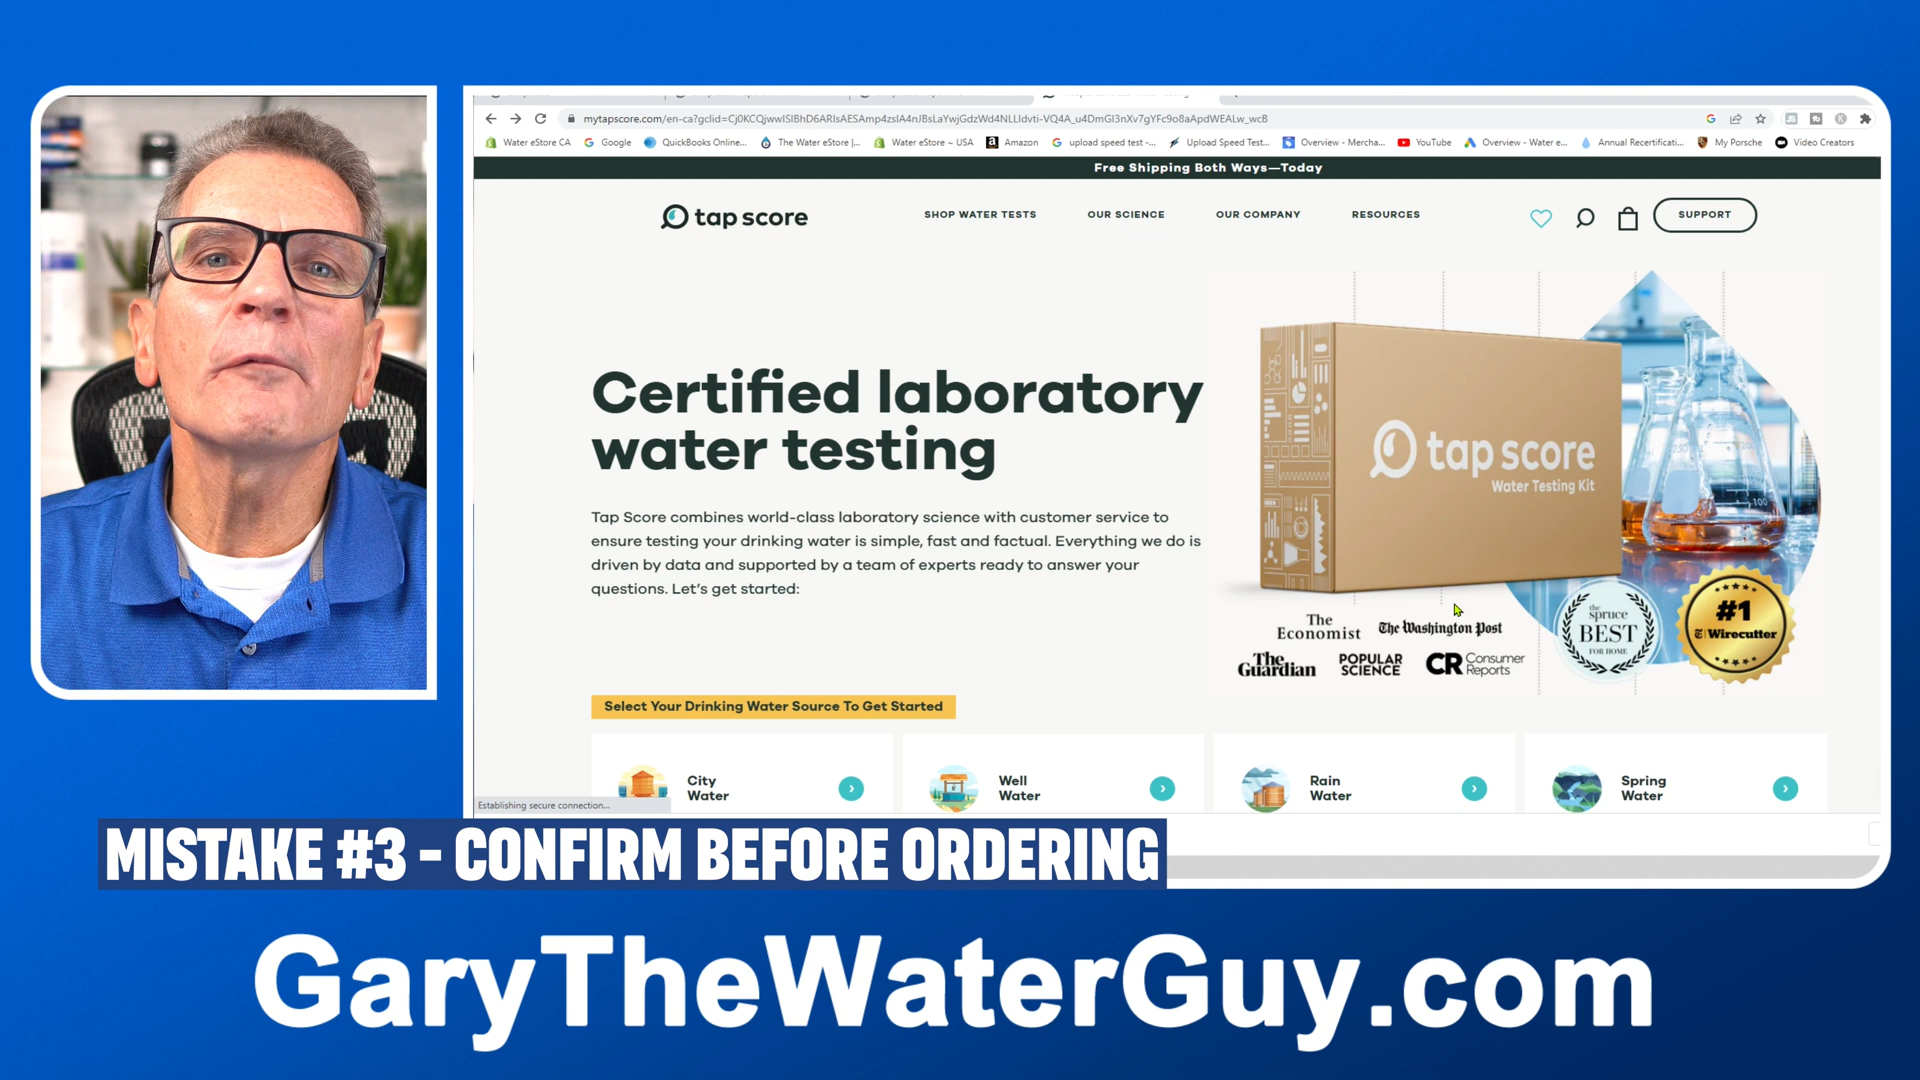 mytapscore.com/en-ca?gclid=Cj0KCQjwwISlBhD6ARIsAESAmp4zsIA4rJBsLaYwjGdzWd4NLLIdvti-VQ4A_u4DmGI3nXv7gYFc9o8aApdWEALw_wcB
Water eStore CA
Google
QuickBooks Online...
The Water eStore |...
Water eStore ~ USA
Amazon
upload speed test -...
Upload Speed Test...
Overview - Mercha...
YouTube
Overview - Water e...
Annual Recertificati...
My Porsche
Video Creators
Free Shipping Both Ways—Today
tap score
SHOP WATER TESTS
OUR SCIENCE
OUR COMPANY
RESOURCES
SUPPORT
Certified laboratory
water testing
Tap Score combines world-class laboratory science with customer service to
ensure testing your drinking water is simple, fast and factual. Everything we do is
driven by data and supported by a team of experts ready to answer your
questions. Let's get started:
tap score
Water Testing Kit
The
Economist
The Washington Post
The
Guardian
POPULAR
SCIENCE
CR Consumer
Reports
the
spruce
BEST
FOR HOME
#1
Wirecutter
Select Your Drinking Water Source To Get Started
City
Water
Well
Water
Rain
Water
Spring
Water
Establishing secure connection...
MISTAKE #3 - CONFIRM BEFORE ORDERING
GaryTheWaterGuy.com